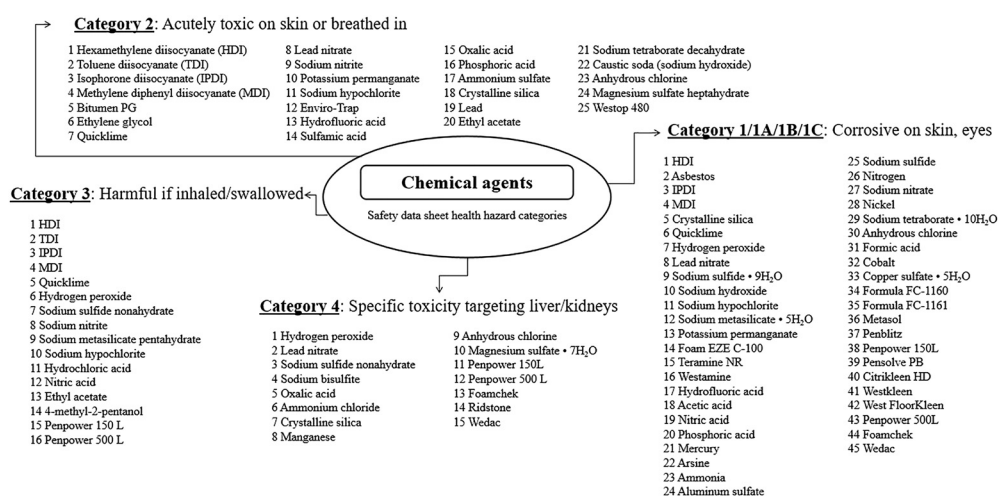 Category 2: Acutely toxic on skin or breathed in
1 Hexamethylene diisocyanate (HDI)
2 Toluene diisocyanate (TDI)
3 Isophorone diisocyanate (IPDI)
4 Methylene diphenyl diisocyanate (MDI)
5 Bitumen PG
6 Ethylene glycol
7 Quicklime
8 Lead nitrate
9 Sodium nitrite
10 Potassium permanganate
11 Sodium hypochlorite
12 Enviro-Trap
13 Hydrofluoric acid
14 Sulfamic acid
15 Oxalic acid
16 Phosphoric acid
17 Ammonium sulfate
18 Crystalline silica
19 Lead
20 Ethyl acetate
21 Sodium tetraborate decahydrate
22 Caustic soda (sodium hydroxide)
23 Anhydrous chlorine
24 Magnesium sulfate heptahydrate
25 Westop 480
Chemical agents
Safety data sheet health hazard categories
Category 1/1A/1B/1C: Corrosive on skin, eyes
1 HDI
2 Asbestos
3 IPDI
4 MDI
5 Crystalline silica
6 Quicklime
7 Hydrogen peroxide
8 Lead nitrate
9 Sodium sulfide • 9H₂O
10 Sodium hydroxide
11 Sodium hypochlorite
12 Sodium metasilicate • 5H₂O
13 Potassium permanganate
14 Foam EZE C-100
15 Teramine NR
16 Westamine
17 Hydrofluoric acid
18 Acetic acid
19 Nitric acid
20 Phosphoric acid
21 Mercury
22 Arsine
23 Ammonia
24 Aluminum sulfate
25 Sodium sulfide
26 Nitrogen
27 Sodium nitrate
28 Nickel
29 Sodium tetraborate • 10H₂O
30 Anhydrous chlorine
31 Formic acid
32 Cobalt
33 Copper sulfate • 5H₂O
34 Formula FC-1160
35 Formula FC-1161
36 Metasol
37 Penblitz
38 Penpower 150L
39 Pensolve PB
40 Citrikleen HD
41 Westkleen
42 West FloorKleen
43 Penpower 500L
44 Foamchek
45 Wedac
Category 3: Harmful if inhaled/swallowed
1 HDI
2 TDI
3 IPDI
4 MDI
5 Quicklime
6 Hydrogen peroxide
7 Sodium sulfide nonahydrate
8 Sodium nitrite
9 Sodium metasilicate pentahydrate
10 Sodium hypochlorite
11 Hydrochloric acid
12 Nitric acid
13 Ethyl acetate
14 4-methyl-2-pentanol
15 Penpower 150 L
16 Penpower 500 L
Category 4: Specific toxicity targeting liver/kidneys
1 Hydrogen peroxide
2 Lead nitrate
3 Sodium sulfide nonahydrate
4 Sodium bisulfite
5 Oxalic acid
6 Ammonium chloride
7 Crystalline silica
8 Manganese
9 Anhydrous chlorine
10 Magnesium sulfate • 7H₂O
11 Penpower 150L
12 Penpower 500 L
13 Foamchek
14 Ridstone
15 Wedac